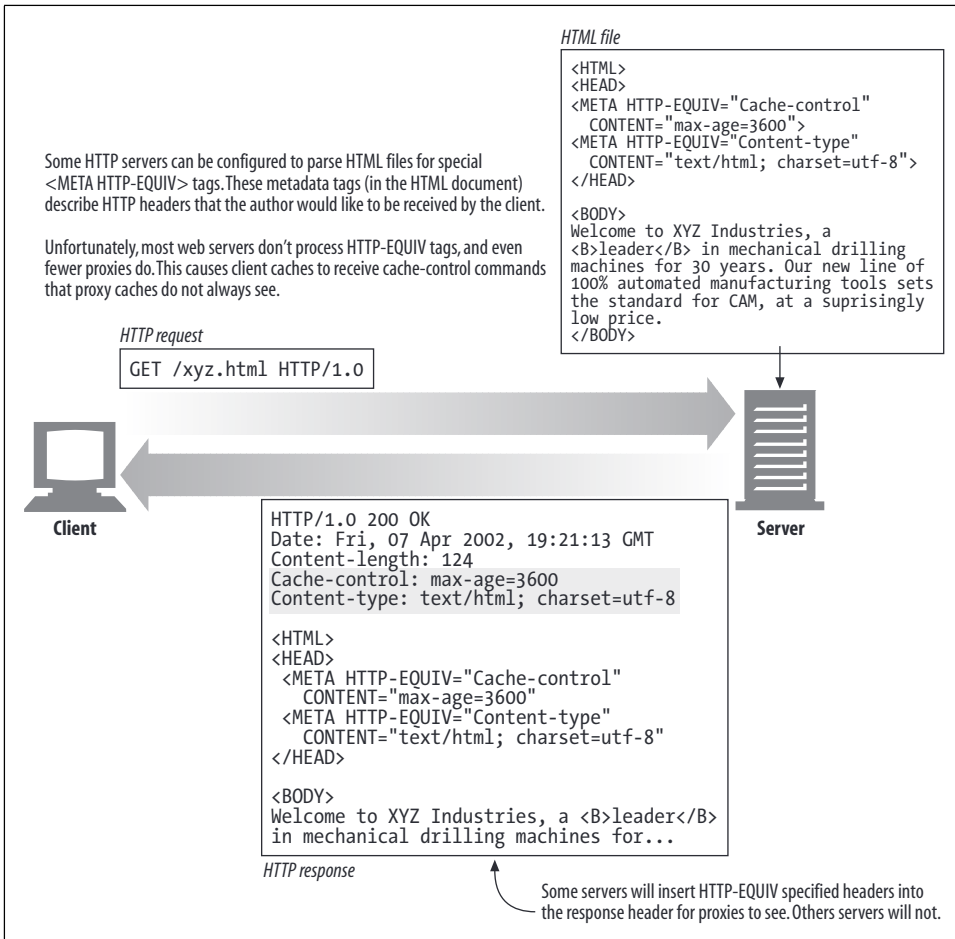 HTML file
<HTML>
<HEAD>
<META HTTP-EQUIV="Cache-control"
CONTENT="max-age=3600">
<META HTTP-EQUIV="Content-type"
CONTENT="text/html; charset=utf-8">
</HEAD>
<BODY>
Welcome to XYZ Industries, a
<B>leader</B> in mechanical drilling
machines for 30 years. Our new line of
100% automated manufacturing tools sets
the standard for CAM, at a suprisingly
low price.
</BODY>
Some HTTP servers can be configured to parse HTML files for special
<META HTTP-EQUIV> tags. These metadata tags (in the HTML document)
describe HTTP headers that the author would like to be received by the client.
Unfortunately, most web servers don't process HTTP-EQUIV tags, and even
fewer proxies do. This causes client caches to receive cache-control commands
that proxy caches do not always see.
HTTP request
GET /xyz.html HTTP/1.0
Client
Server
HTTP/1.0 200 OK
Date: Fri, 07 Apr 2002, 19:21:13 GMT
Content-length: 124
Cache-control: max-age=3600
Content-type: text/html; charset=utf-8
<HTML>
<HEAD>
<META HTTP-EQUIV="Cache-control"
CONTENT="max-age=3600"
<META HTTP-EQUIV="Content-type"
CONTENT="text/html; charset=utf-8"
</HEAD>
<BODY>
Welcome to XYZ Industries, a <B>leader</B>
in mechanical drilling machines for...
HTTP response
Some servers will insert HTTP-EQUIV specified headers into
the response header for proxies to see. Others servers will not.